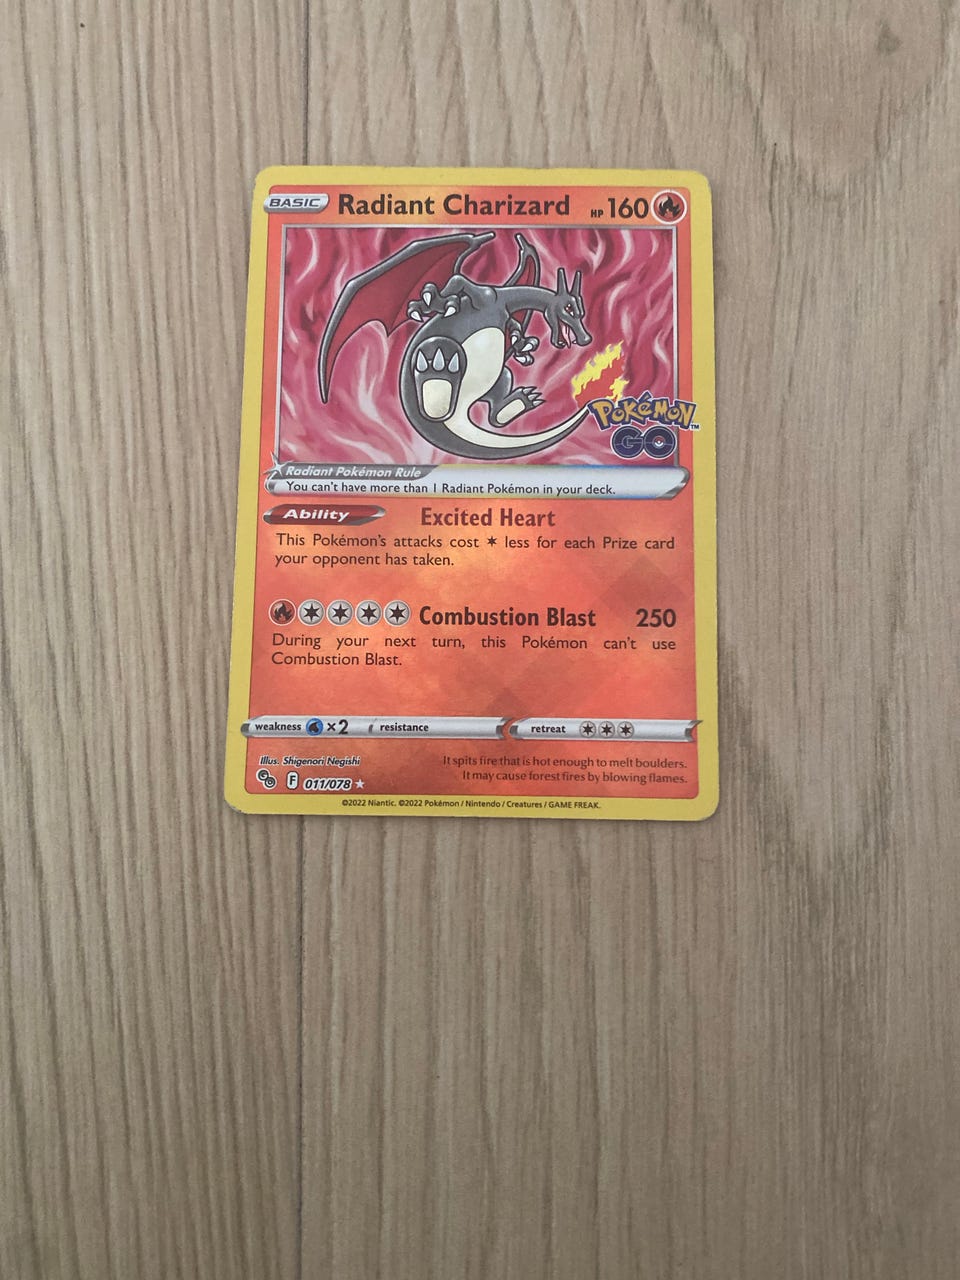 BASIC Radiant Charizard HP 160
POKÉMON™
GO
Radiant Pokémon Rule
You can't have more than 1 Radiant Pokémon in your deck.
Ability Excited Heart
This Pokémon's attacks cost less for each Prize card
your opponent has taken.
Combustion Blast 250
During your next turn, this Pokémon can't use
Combustion Blast.
weakness ×2 resistance retreat
Illus. Shigenori Negishi
It spits fire that is hot enough to melt boulders.
It may cause forest fires by blowing flames.
GO F 011/078 ★
©2022 Niantic. ©2022 Pokémon / Nintendo / Creatures / GAME FREAK.